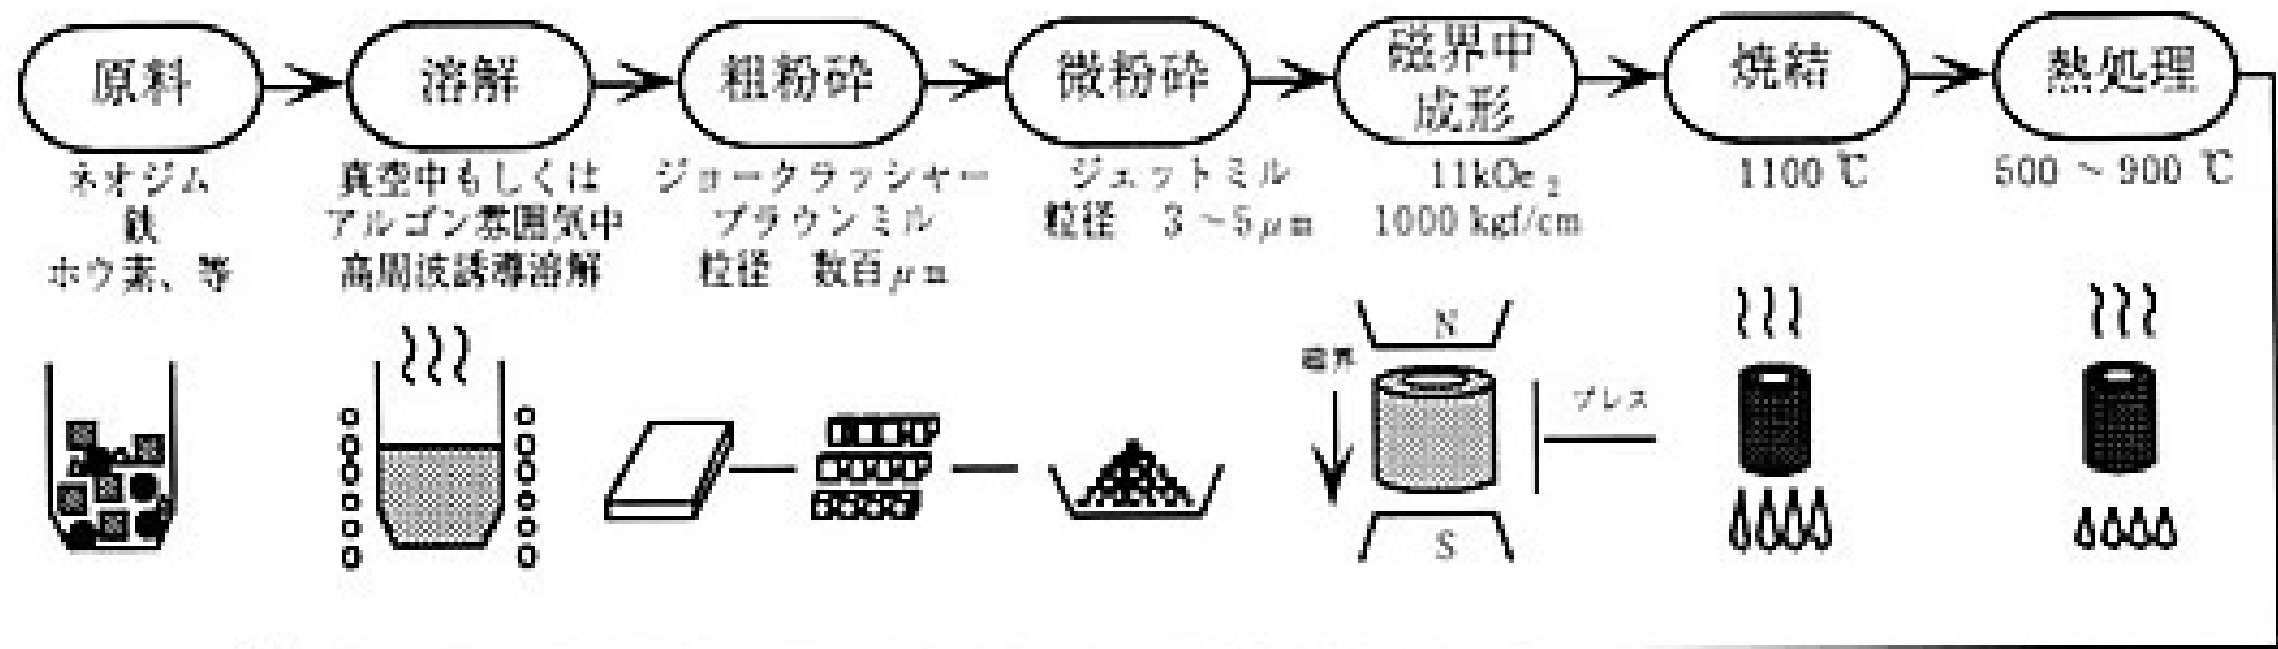 原料
溶解
粗粉砕
微粉砕
磁界中
成形
焼結
熱処理
ネオジム
鉄
ホウ素、等
真空中もしくは
アルゴン雰囲気中
高周波誘導溶解
ジョークラッシャー
ブラウンミル
粒径 数百μm
ジェットミル
粒径 3~5μm
11kOe
2
1000 kgf/cm
1100 ℃
500 ~ 900 ℃
N
磁界
プレス
S